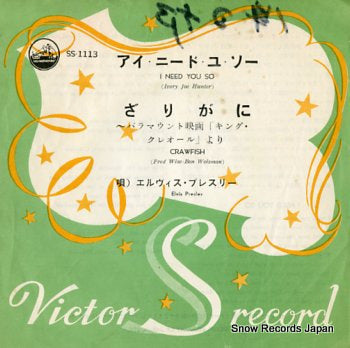 SS-1113
アイ・ニード・ユ・ソー
I NEED YOU SO
(Ivory Joe Hunter)
ざりがに
～パラマウント映画「キング・
クレオール」より
CRAWFISH
(Fred Wise-Ben Weisman)
唄）エルヴィス・プレスリー
Elvis Presley
Victor S record
Snow Records Japan
©snowrecords.jp